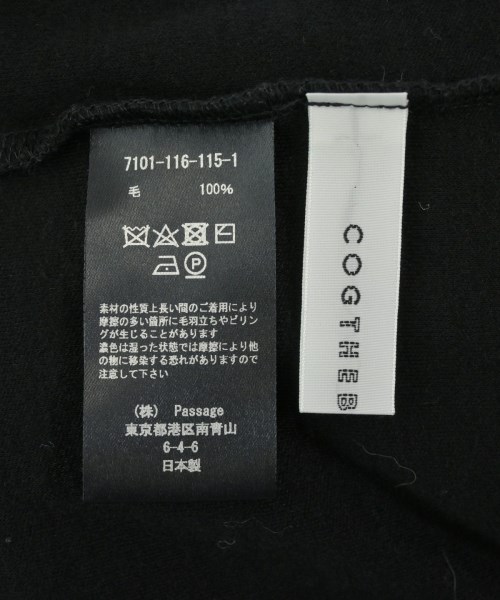 7101-116-115-1
毛 100%
P
素材の性質上長い間のご着用により
摩擦の多い箇所に毛羽立ちやピリン
グが生じることがあります
濃色は湿った状態では摩擦により他
の物に移染する恐れがありますので
ご留意ください
(株) Passage
東京都港区南青山
6-4-6
日本製
COGTHEB